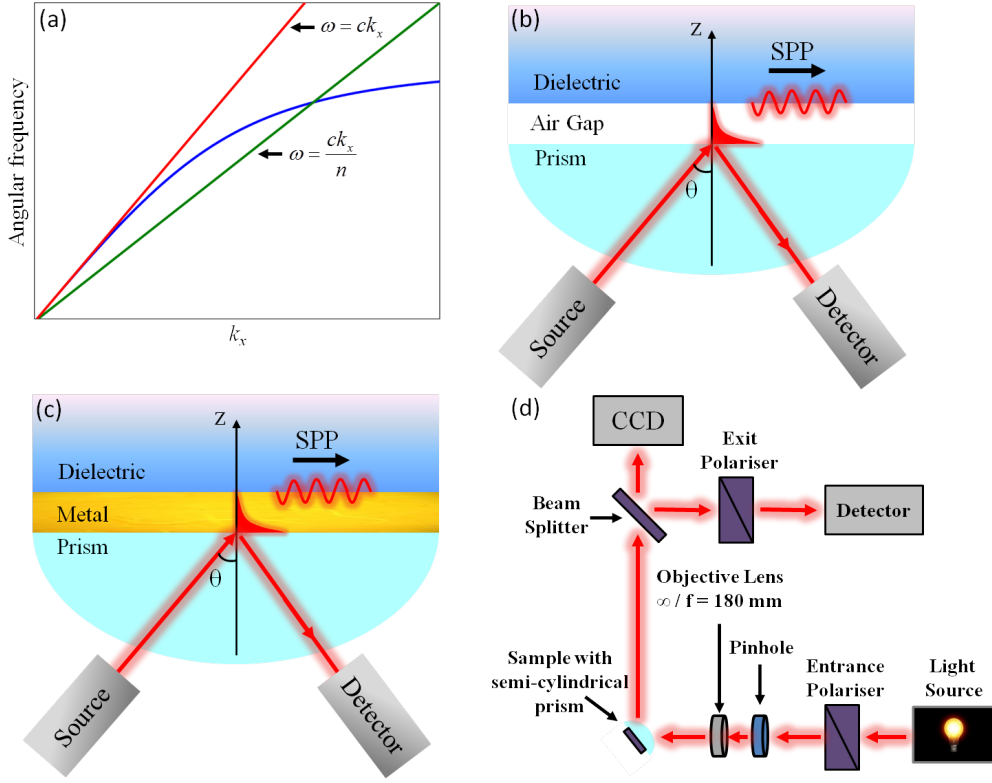 (a)
ω = ckₓ
ω = ckₓ / n
Angular frequency
kₓ
(b)
Z
SPP
Dielectric
Air Gap
Prism
θ
Source
Detector
(c)
Z
SPP
Dielectric
Metal
Prism
θ
Source
Detector
(d)
CCD
Exit
Polariser
Beam
Splitter
Detector
Objective Lens
∞ / f = 180 mm
Pinhole
Sample with
semi-cylindrical
prism
Entrance
Polariser
Light
Source